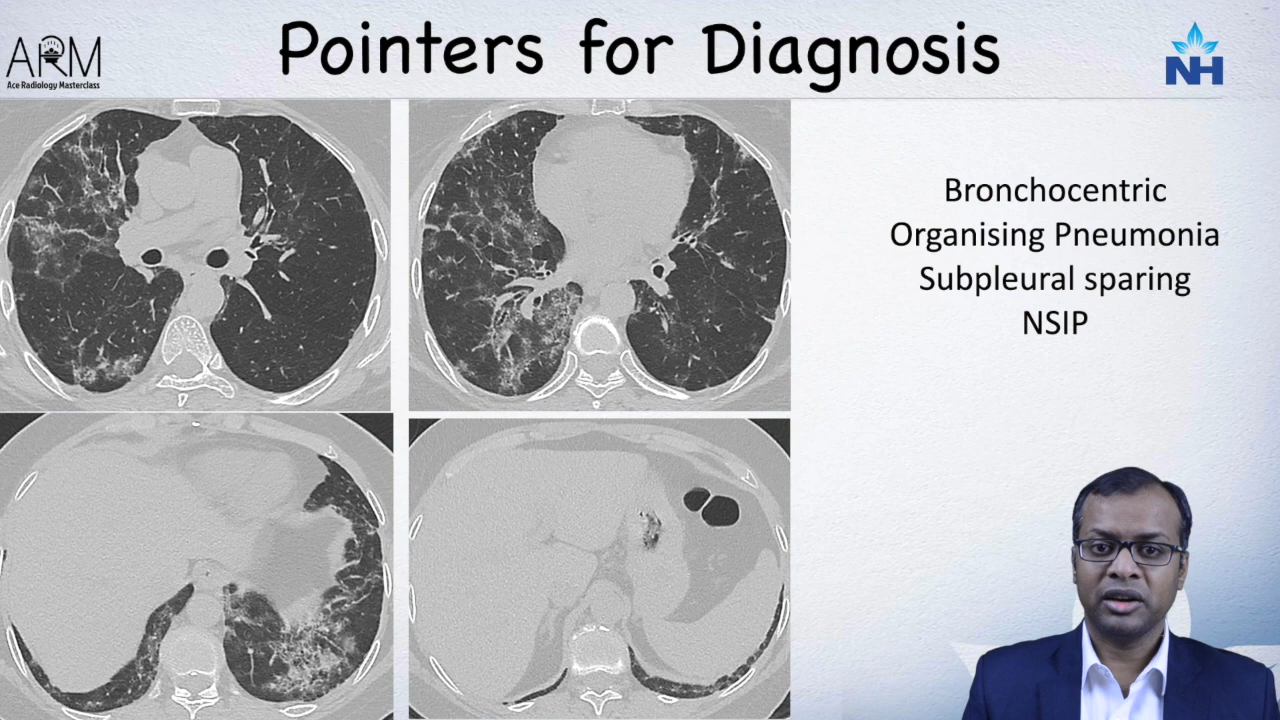 Pointers for Diagnosis
ARM
Ace Radiology Masterclass
NH
Bronchocentric
Organising Pneumonia
Subpleural sparing
NSIP